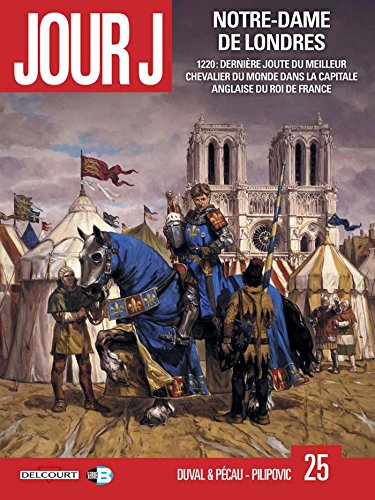 JOUR J
NOTRE-DAME
DE LONDRES
1220 : DERNIÈRE JOUTE DU MEILLEUR
CHEVALIER DU MONDE DANS LA CAPITALE
ANGLAISE DU ROI DE FRANCE
DELCOURT
SÉRIE B
DUVAL & PÉCAU - PILIPOVIC
25